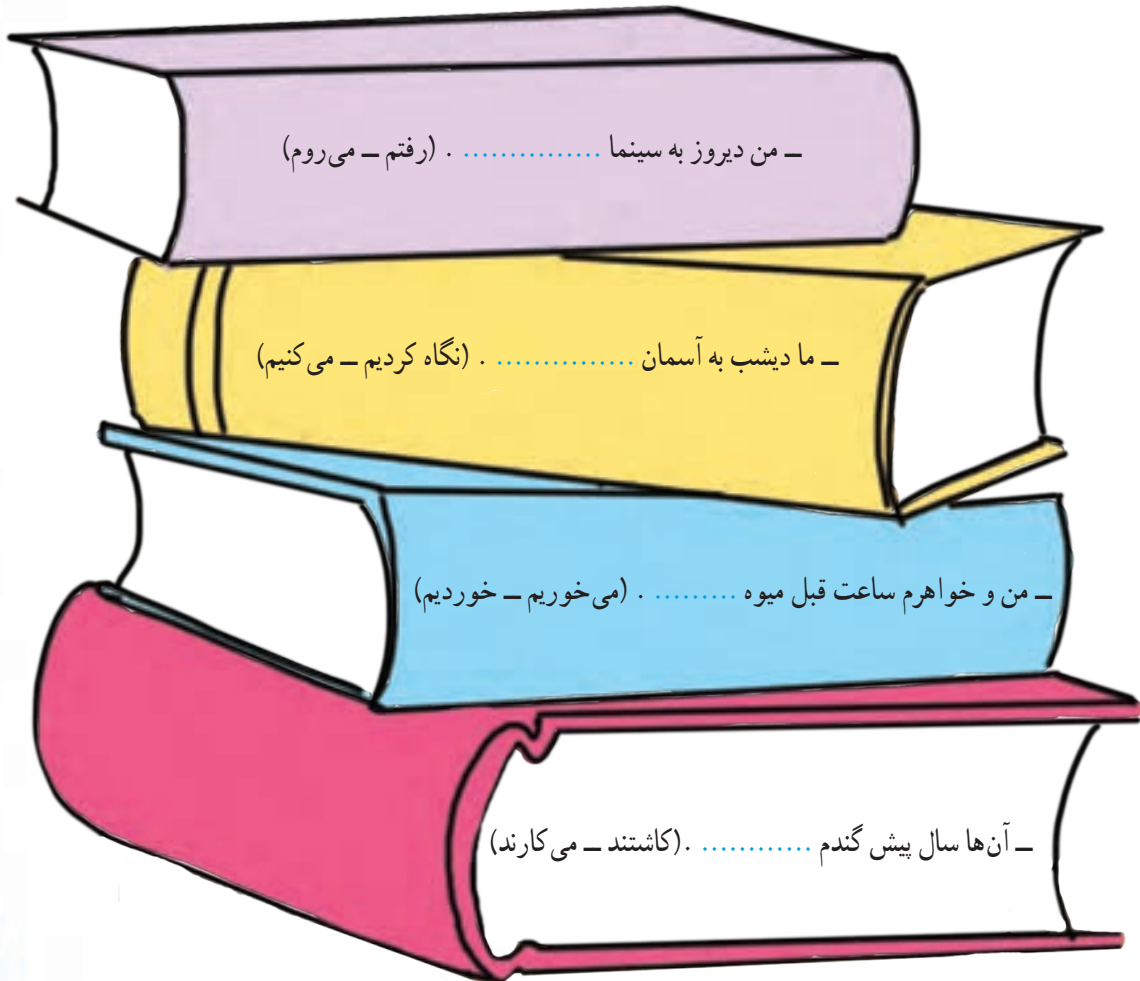 ــ من دیروز به سینما ............... . (رفتم ــ می‌روم)
ــ ما دیشب به آسمان ............... . (نگاه کردیم ــ می‌کنیم)
ــ من و خواهرم ساعت قبل میوه ......... . (می‌خوریم ــ خوردیم)
ــ آن‌ها سال پیش گندم ............ .(کاشتند ــ می‌کارند)